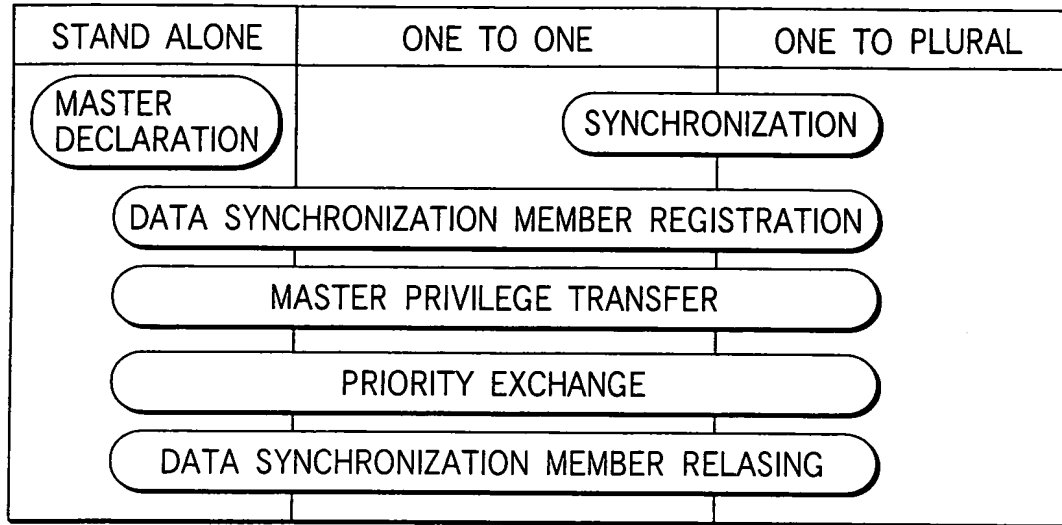 STAND ALONE
ONE TO ONE
ONE TO PLURAL
MASTER
DECLARATION
SYNCHRONIZATION
DATA SYNCHRONIZATION MEMBER REGISTRATION
MASTER PRIVILEGE TRANSFER
PRIORITY EXCHANGE
DATA SYNCHRONIZATION MEMBER RELASING